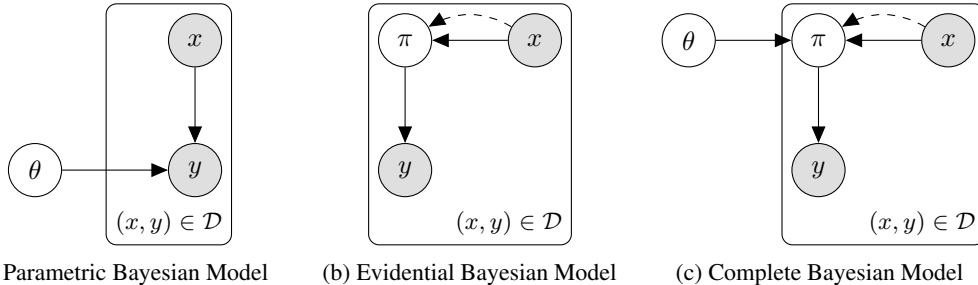 x
θ
y
(x, y) ∈ 𝒟
Parametric Bayesian Model
π
x
y
(x, y) ∈ 𝒟
(b) Evidential Bayesian Model
θ
π
x
y
(x, y) ∈ 𝒟
(c) Complete Bayesian Model